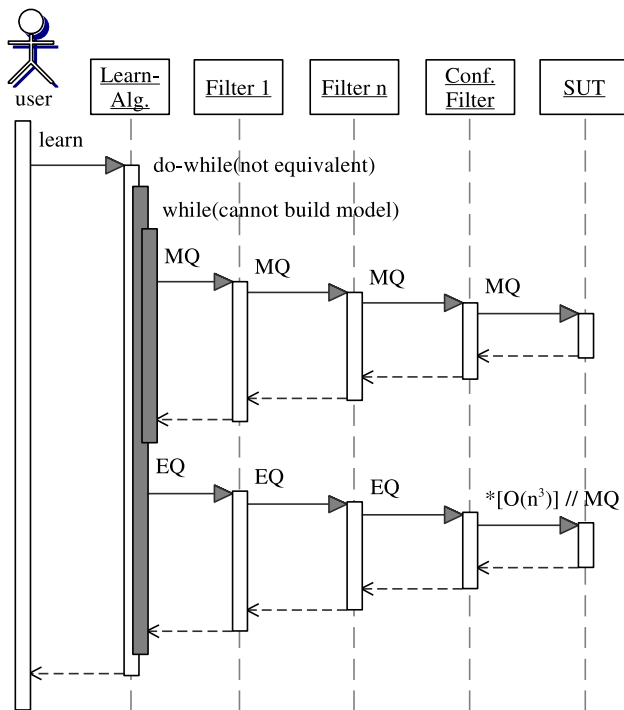 user
Learn-
Alg.
Filter 1
Filter n
Conf.
Filter
SUT
learn
do-while(not equivalent)
while(cannot build model)
MQ
MQ
MQ
MQ
EQ
EQ
EQ
*[O(n³)] // MQ